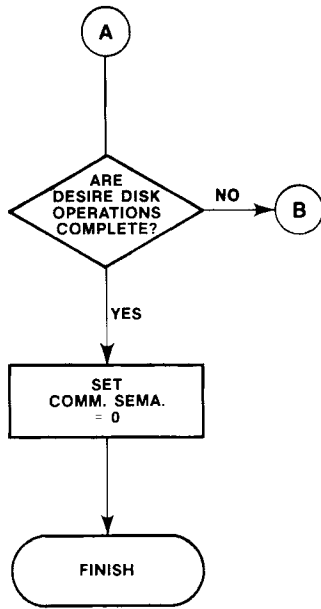 A
ARE
DESIRE DISK
OPERATIONS
COMPLETE?
NO
B
YES
SET
COMM. SEMA.
= 0
FINISH